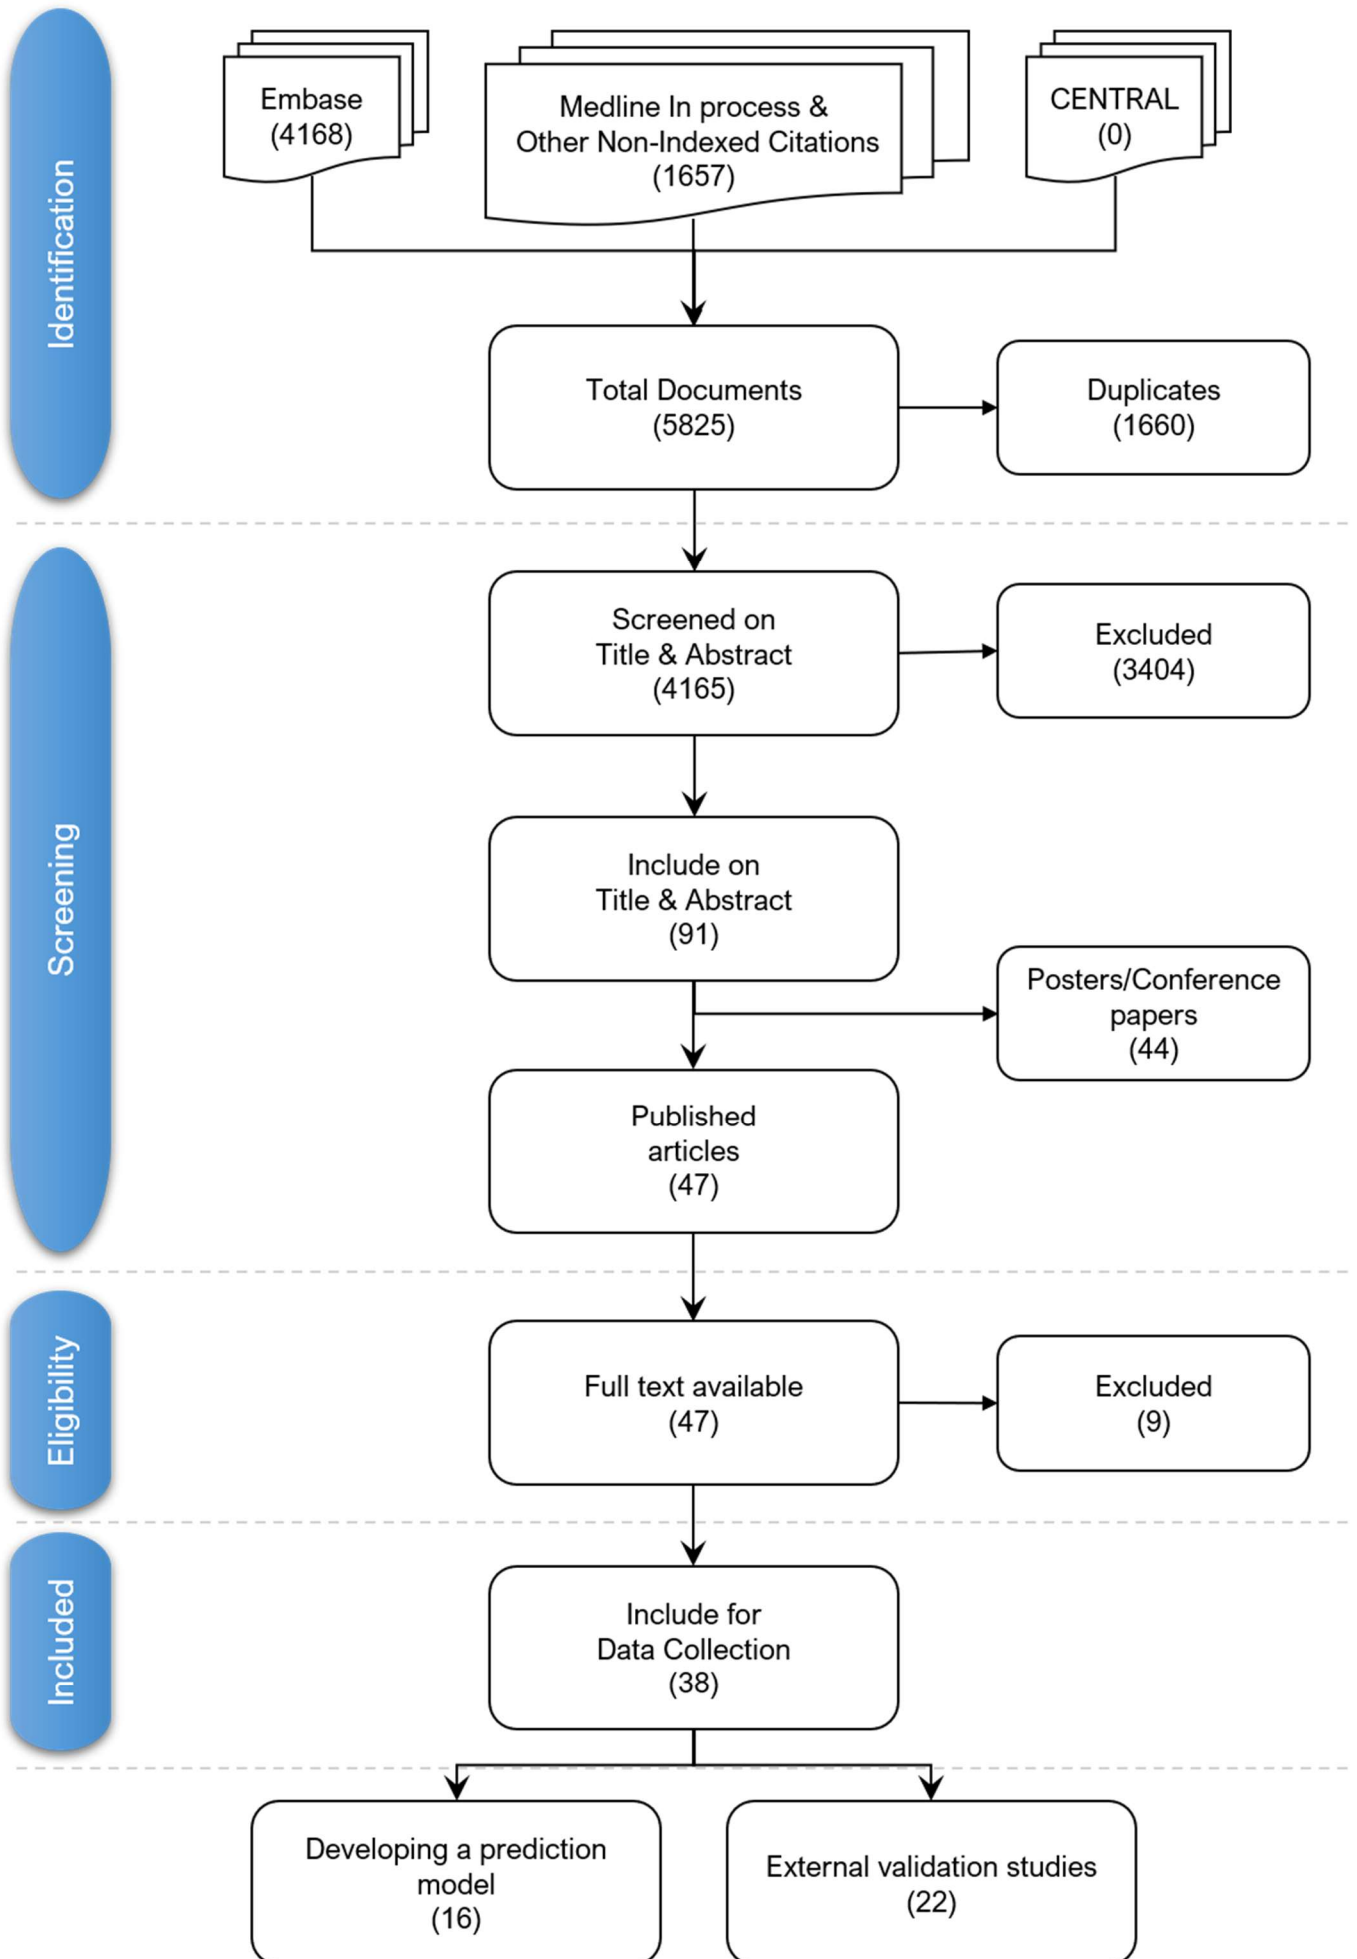 Identification
Embase
(4168)
Medline In process &
Other Non-Indexed Citations
(1657)
CENTRAL
(0)
Total Documents
(5825)
Duplicates
(1660)
Screening
Screened on
Title & Abstract
(4165)
Excluded
(3404)
Include on
Title & Abstract
(91)
Posters/Conference
papers
(44)
Published
articles
(47)
Eligibility
Full text available
(47)
Excluded
(9)
Included
Include for
Data Collection
(38)
Developing a prediction
model
(16)
External validation studies
(22)